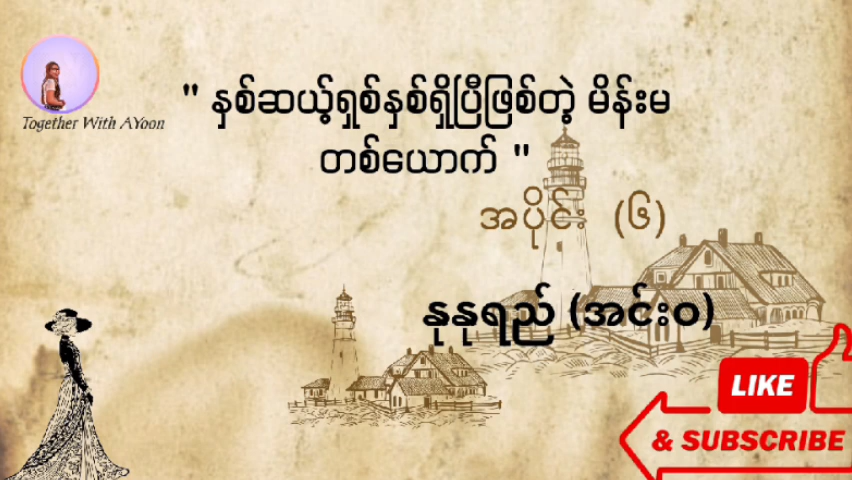 Together With AYoon
" နှစ်ဆယ့်ရှစ်နှစ်ရှိပြီဖြစ်တဲ့ မိန်းမ
တစ်ယောက် "
အပိုင်း (၆)
နုနုရည် (အင်းဝ)
LIKE
& SUBSCRIBE